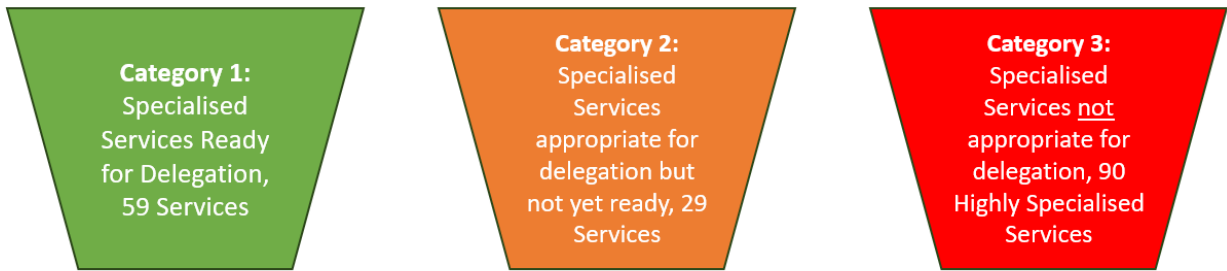 Category 1:
Specialised
Services Ready
for Delegation,
59 Services
Category 2:
Specialised
Services
appropriate for
delegation but
not yet ready, 29
Services
Category 3:
Specialised
Services not
appropriate for
delegation, 90
Highly Specialised
Services